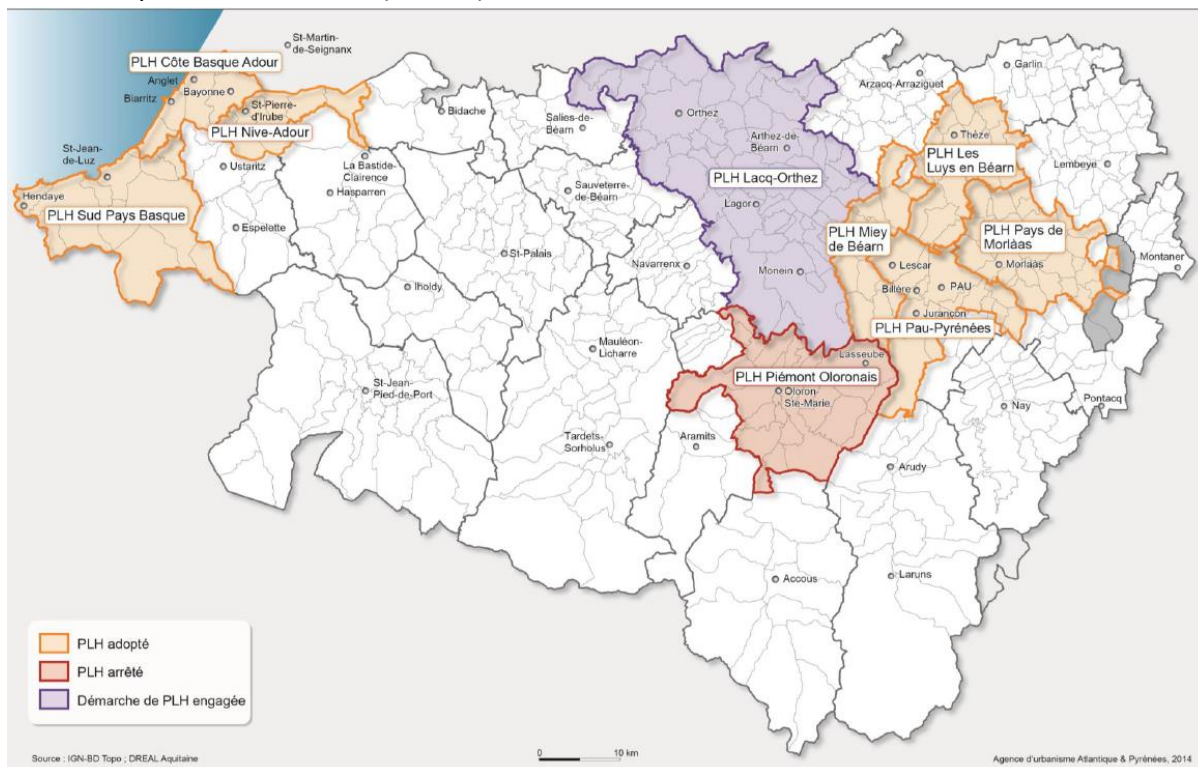 St-Martin-
de-Seignanx
PLH Côte Basque Adour
Anglet
Biarritz
Bayonne
St-Pierre-
d'Irube
PLH Nive-Adour
St-Jean-
de-Luz
Hendaye
PLH Sud Pays Basque
Ustaritz
Espelette
La Bastide-
Clairence
Hasparren
Bidache
Salies-de-
Béarn
Sauveterre-
de-Béarn
St-Palais
Iholdy
Navarrenx
Mauléon-
Licharre
St-Jean-
Pied-de-Port
Tardets-
Sorholus
Orthez
Arthez-de-
Béarn
PLH Lacq-Orthez
Lagor
Monein
Arzacq-Arraziguet
Garlin
Thèze
PLH Les
Luys en Béarn
Lembeye
PLH Miey
de Béarn
PLH Pays de
Morlàas
Morlaàs
Montaner
Lescar
Billère
PAU
Jurançon
PLH Pau-Pyrénées
Lasseube
PLH Piémont Oloronais
Oloron-
Ste-Marie
Aramits
Arudy
Nay
Pontacq
Accous
Laruns
PLH adopté
PLH arrêté
Démarche de PLH engagée
Source : IGN-BD Topo ; DREAL Aquitaine
0 10 km
Agence d'urbanisme Atlantique & Pyrénées, 2014